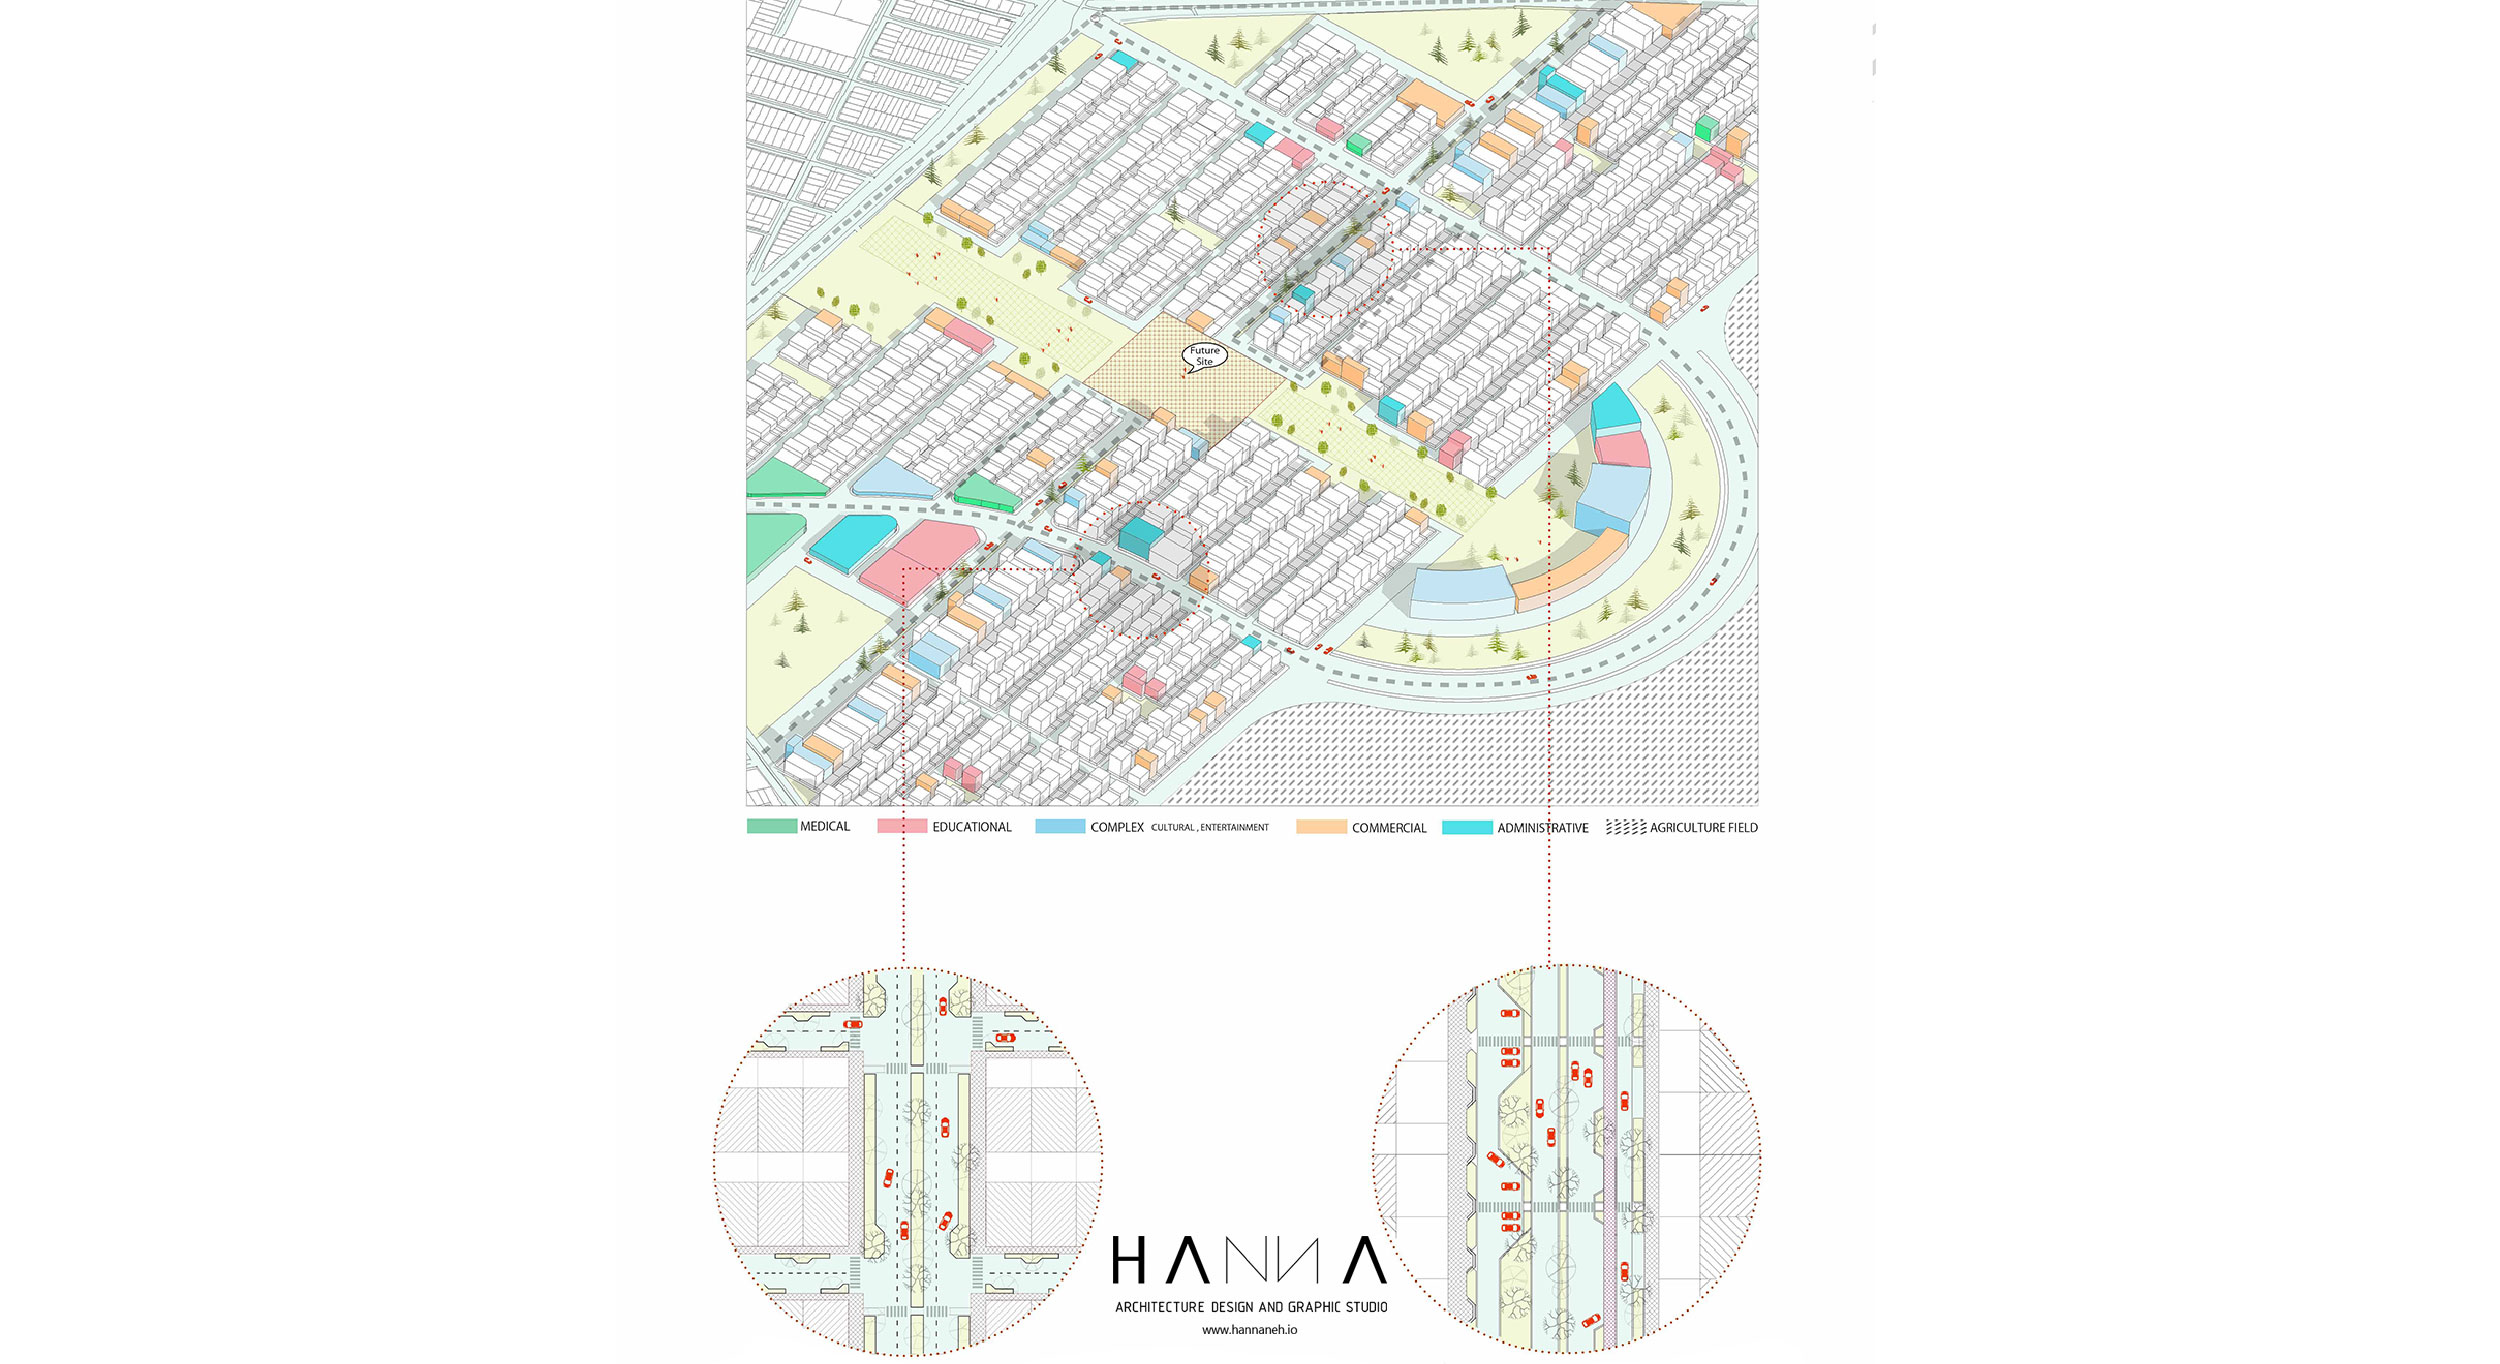 Future
Site
MEDICAL
EDUCATIONAL
COMPLEX CULTURAL , ENTERTAINMENT
COMMERCIAL
ADMINISTRATIVE
AGRICULTURE FIELD
HANNA
ARCHITECTURE DESIGN AND GRAPHIC STUDIO
www.hannaneh.io